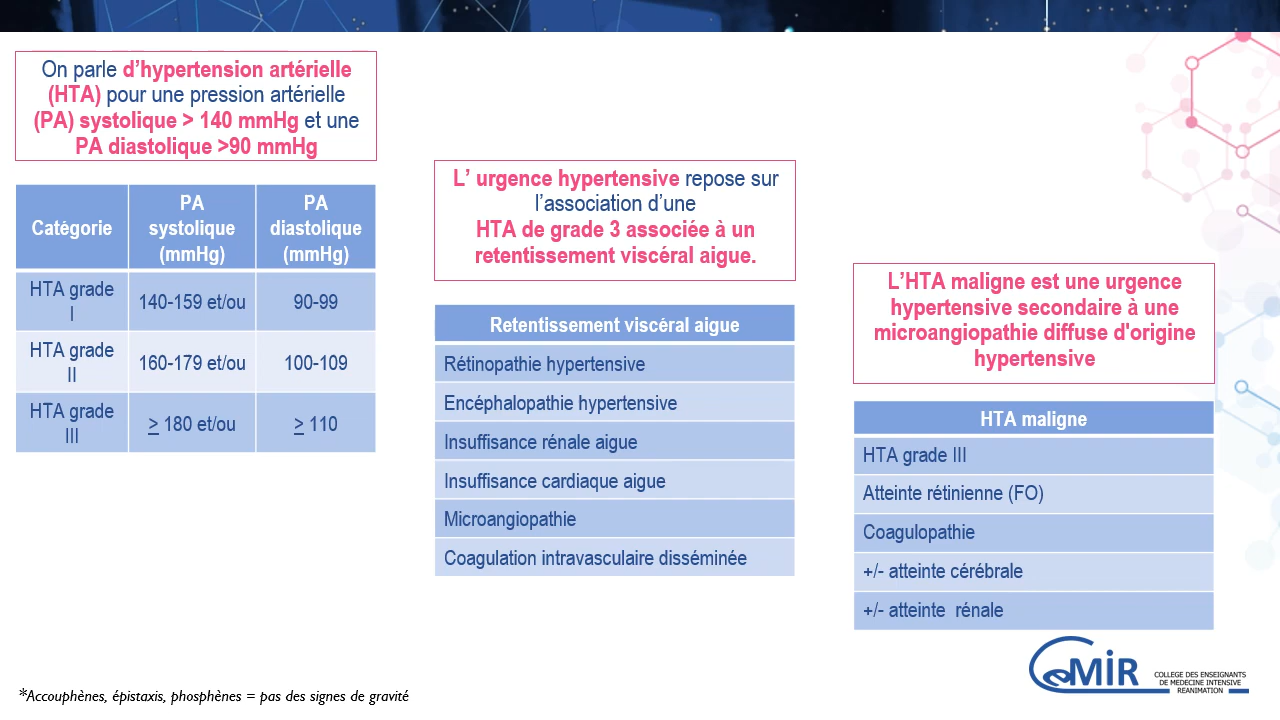 On parle d’hypertension artérielle
(HTA) pour une pression artérielle
(PA) systolique > 140 mmHg et une
PA diastolique >90 mmHg
Catégorie
PA
systolique
(mmHg)
PA
diastolique
(mmHg)
HTA grade
I
140-159 et/ou
90-99
HTA grade
II
160-179 et/ou
100-109
HTA grade
III
> 180 et/ou
> 110
L’ urgence hypertensive repose sur
l’association d’une
HTA de grade 3 associée à un
retentissement viscéral aigue.
Retentissement viscéral aigue
Rétinopathie hypertensive
Encéphalopathie hypertensive
Insuffisance rénale aigue
Insuffisance cardiaque aigue
Microangiopathie
Coagulation intravasculaire disséminée
L’HTA maligne est une urgence
hypertensive secondaire à une
microangiopathie diffuse d'origine
hypertensive
HTA maligne
HTA grade III
Atteinte rétinienne (FO)
Coagulopathie
+/- atteinte cérébrale
+/- atteinte rénale
CEMIR
COLLEGE DES ENSEIGNANTS
DE MEDECINE INTENSIVE
REANIMATION
*Accouphènes, épistaxis, phosphènes = pas des signes de gravité